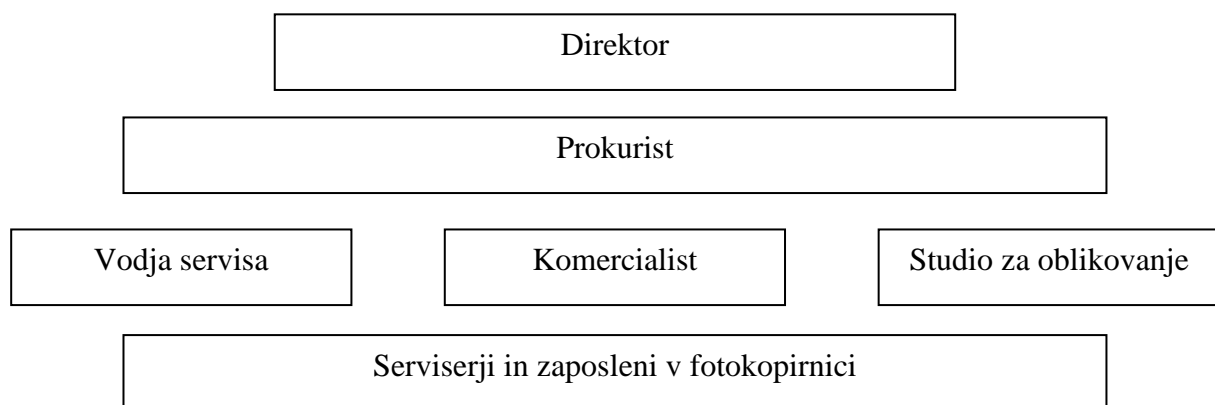 Direktor
Prokurist
Vodja servisa
Komercialist
Studio za oblikovanje
Serviserji in zaposleni v fotokopirnici